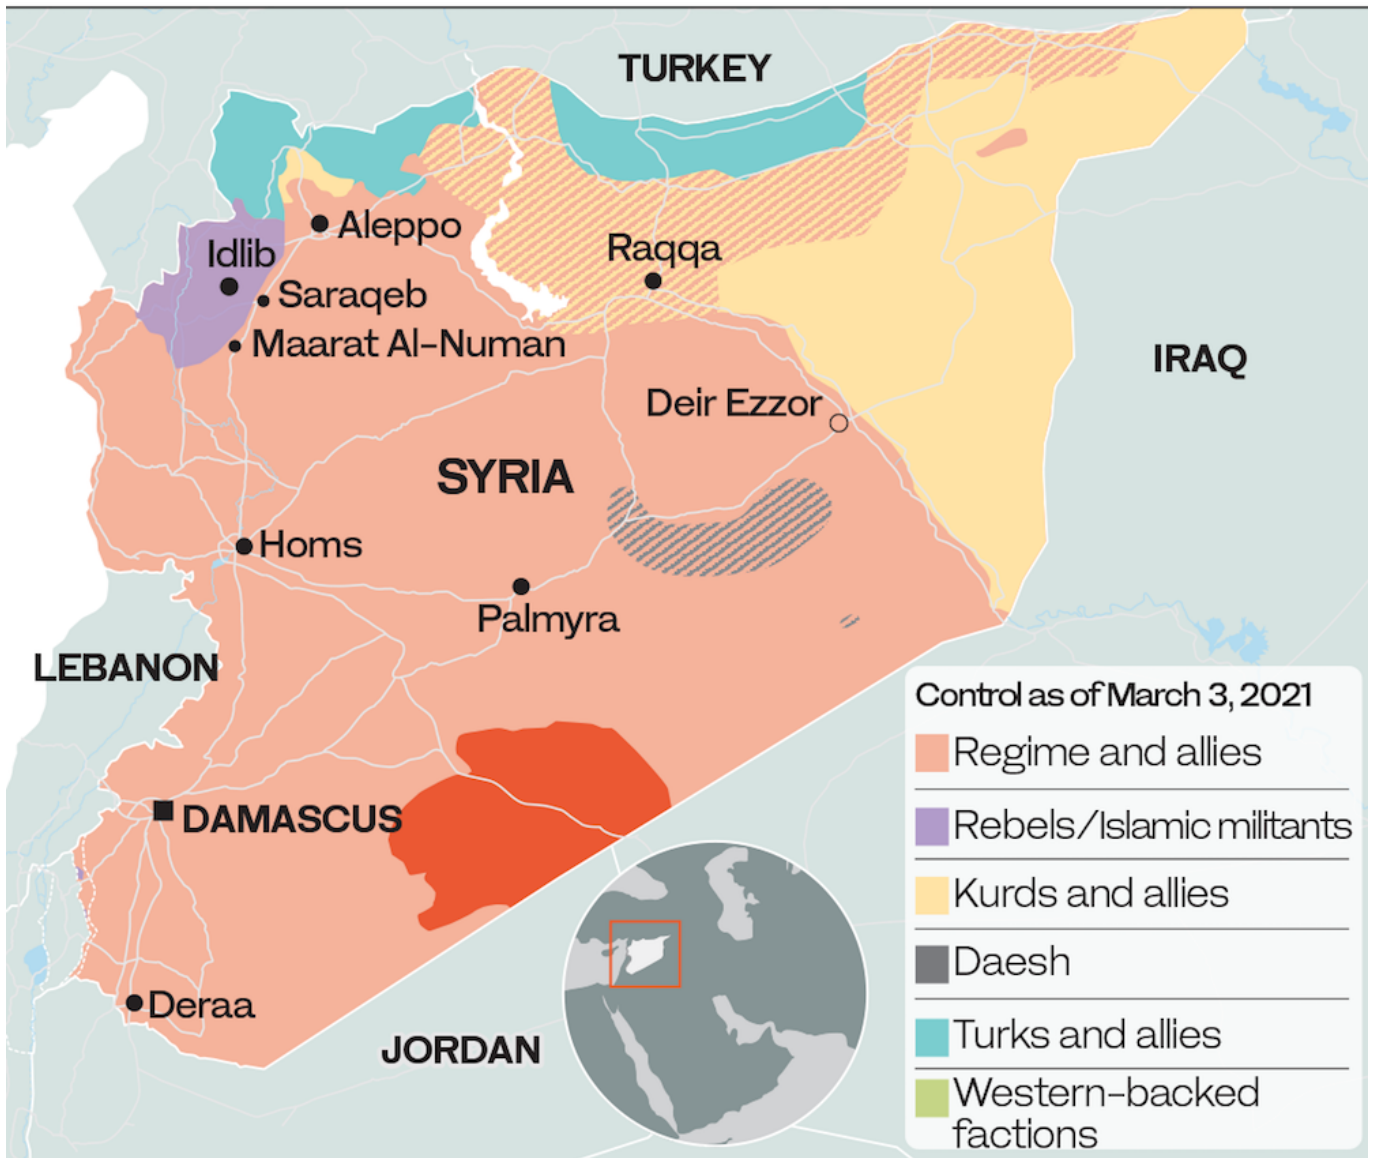 TURKEY
Aleppo
Idlib
Raqqa
Saraqeb
Maarat Al-Numan
IRAQ
Deir Ezzor
SYRIA
Homs
Palmyra
LEBANON
DAMASCUS
Deraa
JORDAN
Control as of March 3, 2021
Regime and allies
Rebels/Islamic militants
Kurds and allies
Daesh
Turks and allies
Western-backed
factions